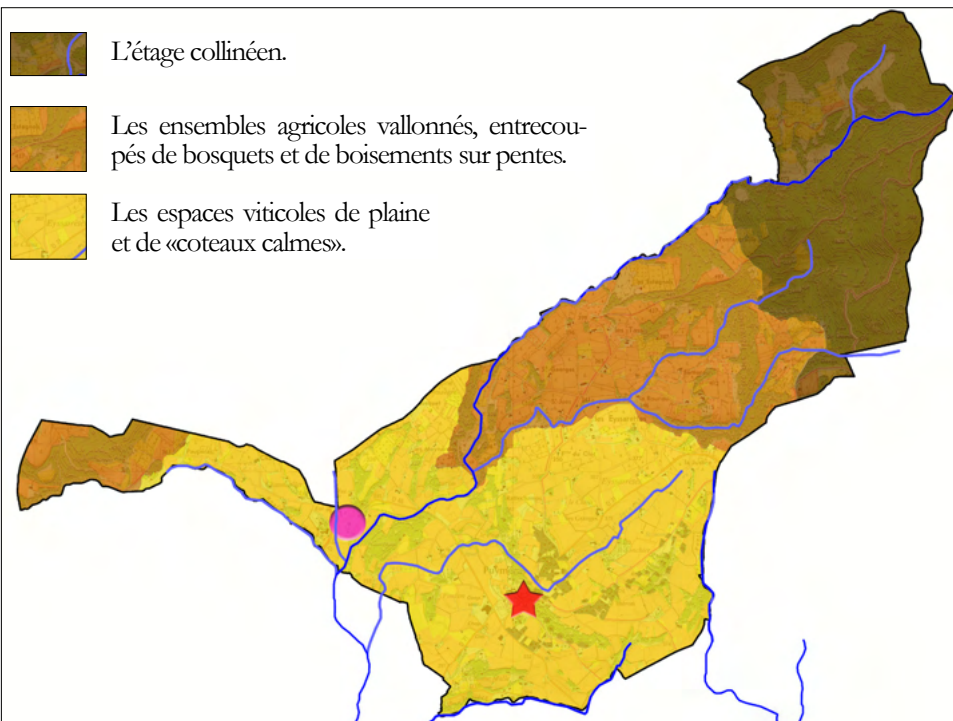 L'étage collinéen.
Les ensembles agricoles vallonnés, entrecou-
pés de bosquets et de boisements sur pentes.
Les espaces viticoles de plaine
et de «coteaux calmes».